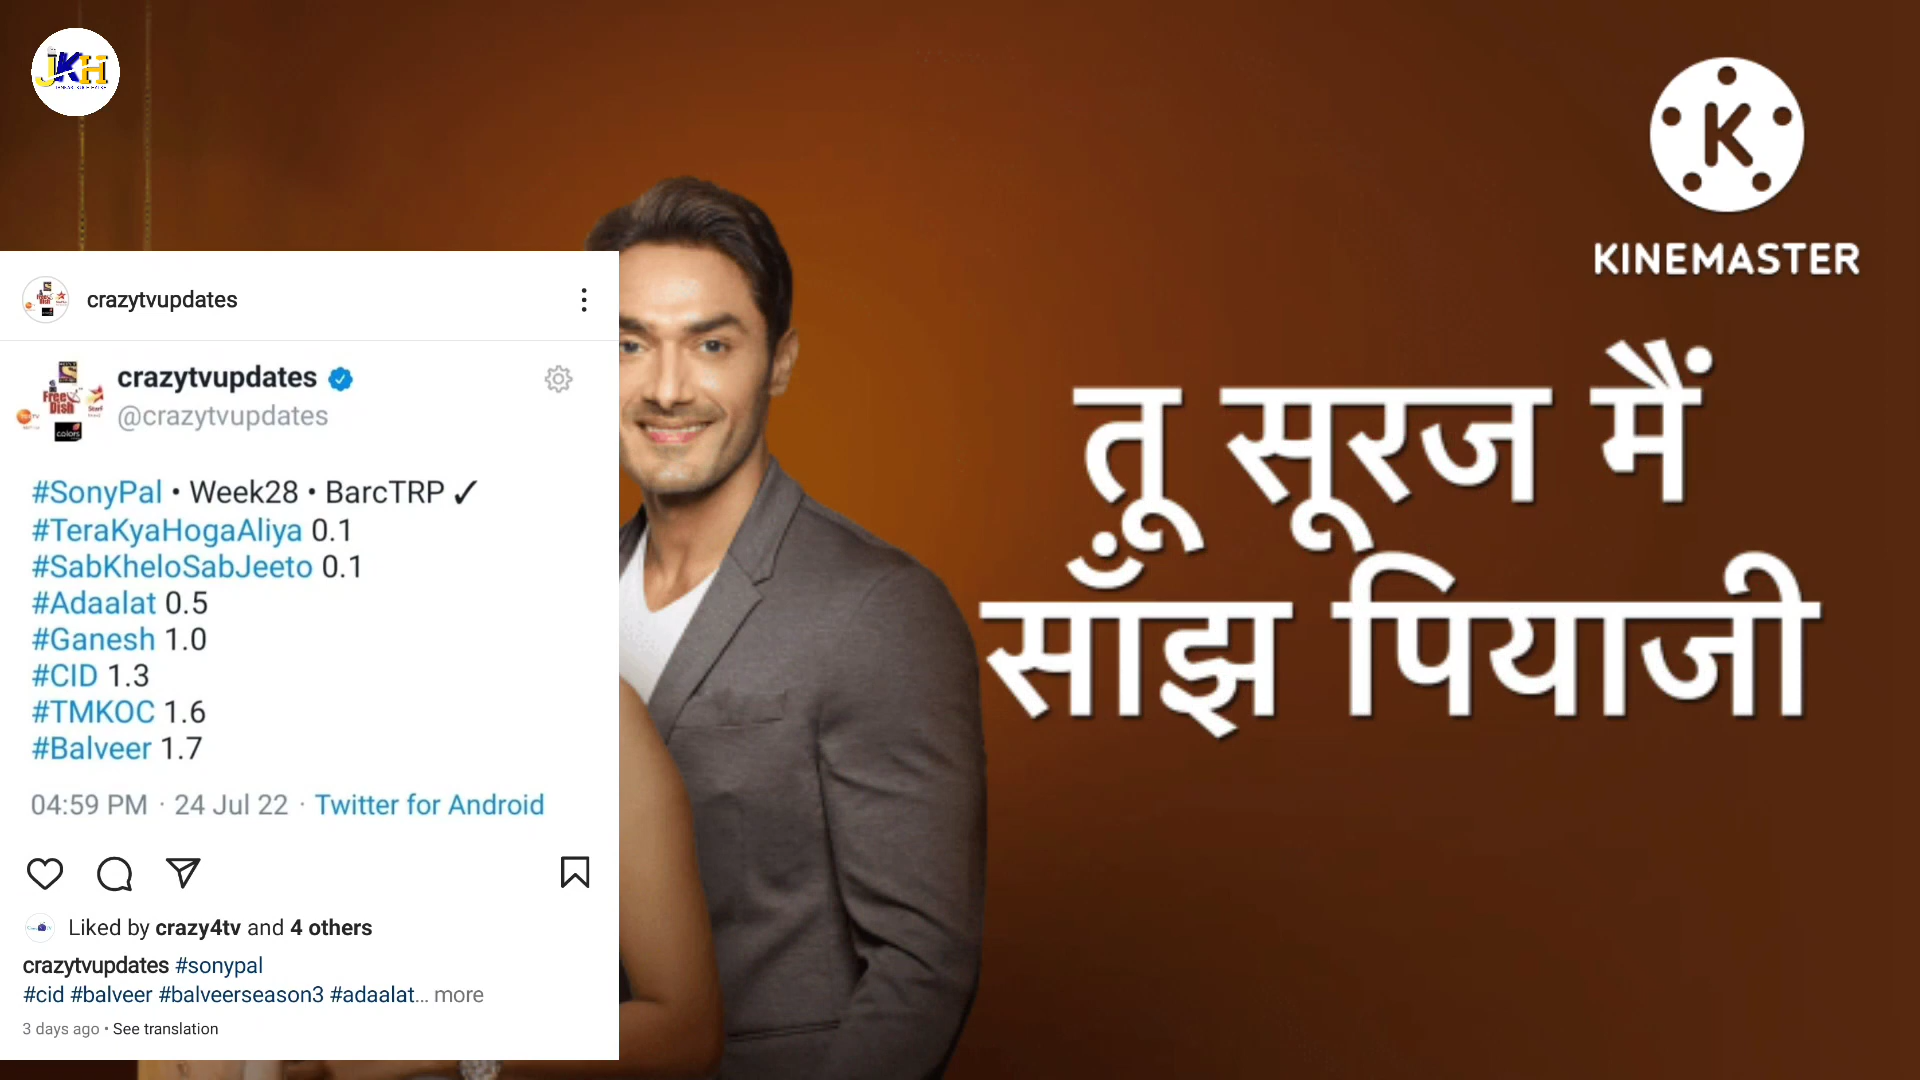 JKH
crazytvupdates
crazytvupdates
@crazytvupdates
#SonyPal • Week28 • BarcTRP ✓
#TeraKyaHogaAliya 0.1
#SabKheloSabJeeto 0.1
#Adaalat 0.5
#Ganesh 1.0
#CID 1.3
#TMKOC 1.6
#Balveer 1.7
04:59 PM · 24 Jul 22 · Twitter for Android
Liked by crazy4tv and 4 others
crazytvupdates #sonypal
#cid #balveer #balveerseason3 #adaalat... more
3 days ago • See translation
K
KINEMASTER
तू सूरज मैं
साँझ पियाजी